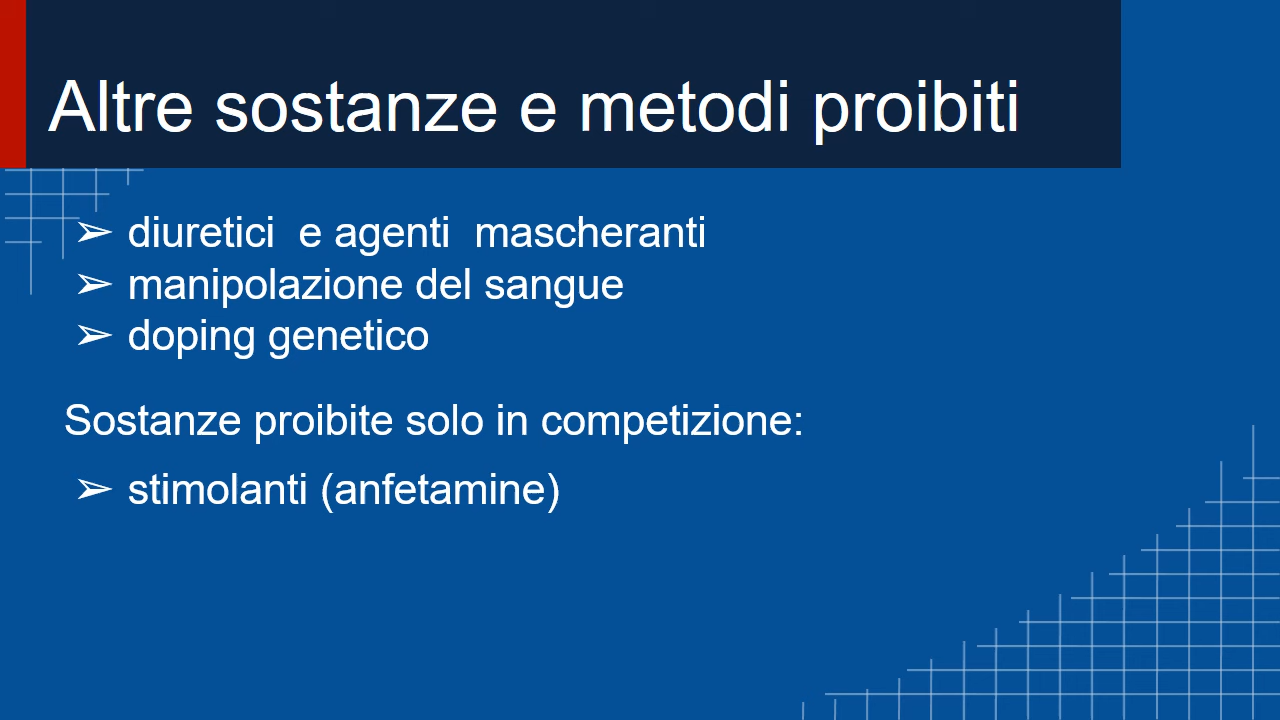 Altre sostanze e metodi proibiti
➢ diuretici  e agenti  mascheranti
➢ manipolazione del sangue
➢ doping genetico
Sostanze proibite solo in competizione:
➢ stimolanti (anfetamine)